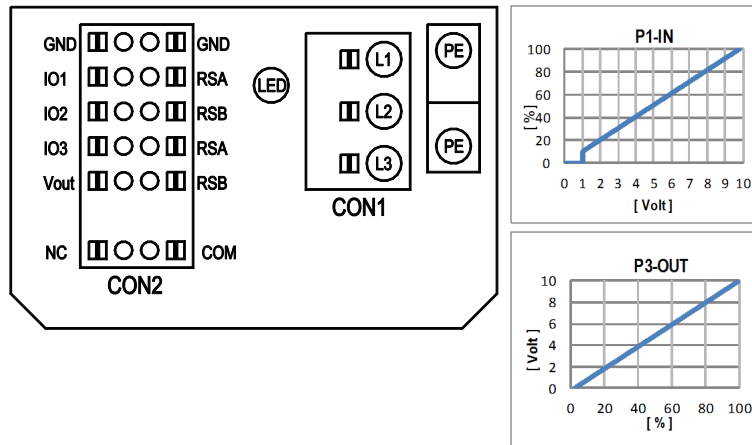 GND GND
IO1 RSA
IO2 RSB
IO3 RSA
Vout RSB
NC COM
CON2
LED
L1
L2
L3
CON1
PE
PE
P1-IN
[ % ]
100
80
60
40
20
0
0 1 2 3 4 5 6 7 8 9 10
[ Volt ]
P3-OUT
[ Volt ]
10
8
6
4
2
0
0 20 40 60 80 100
[ % ]